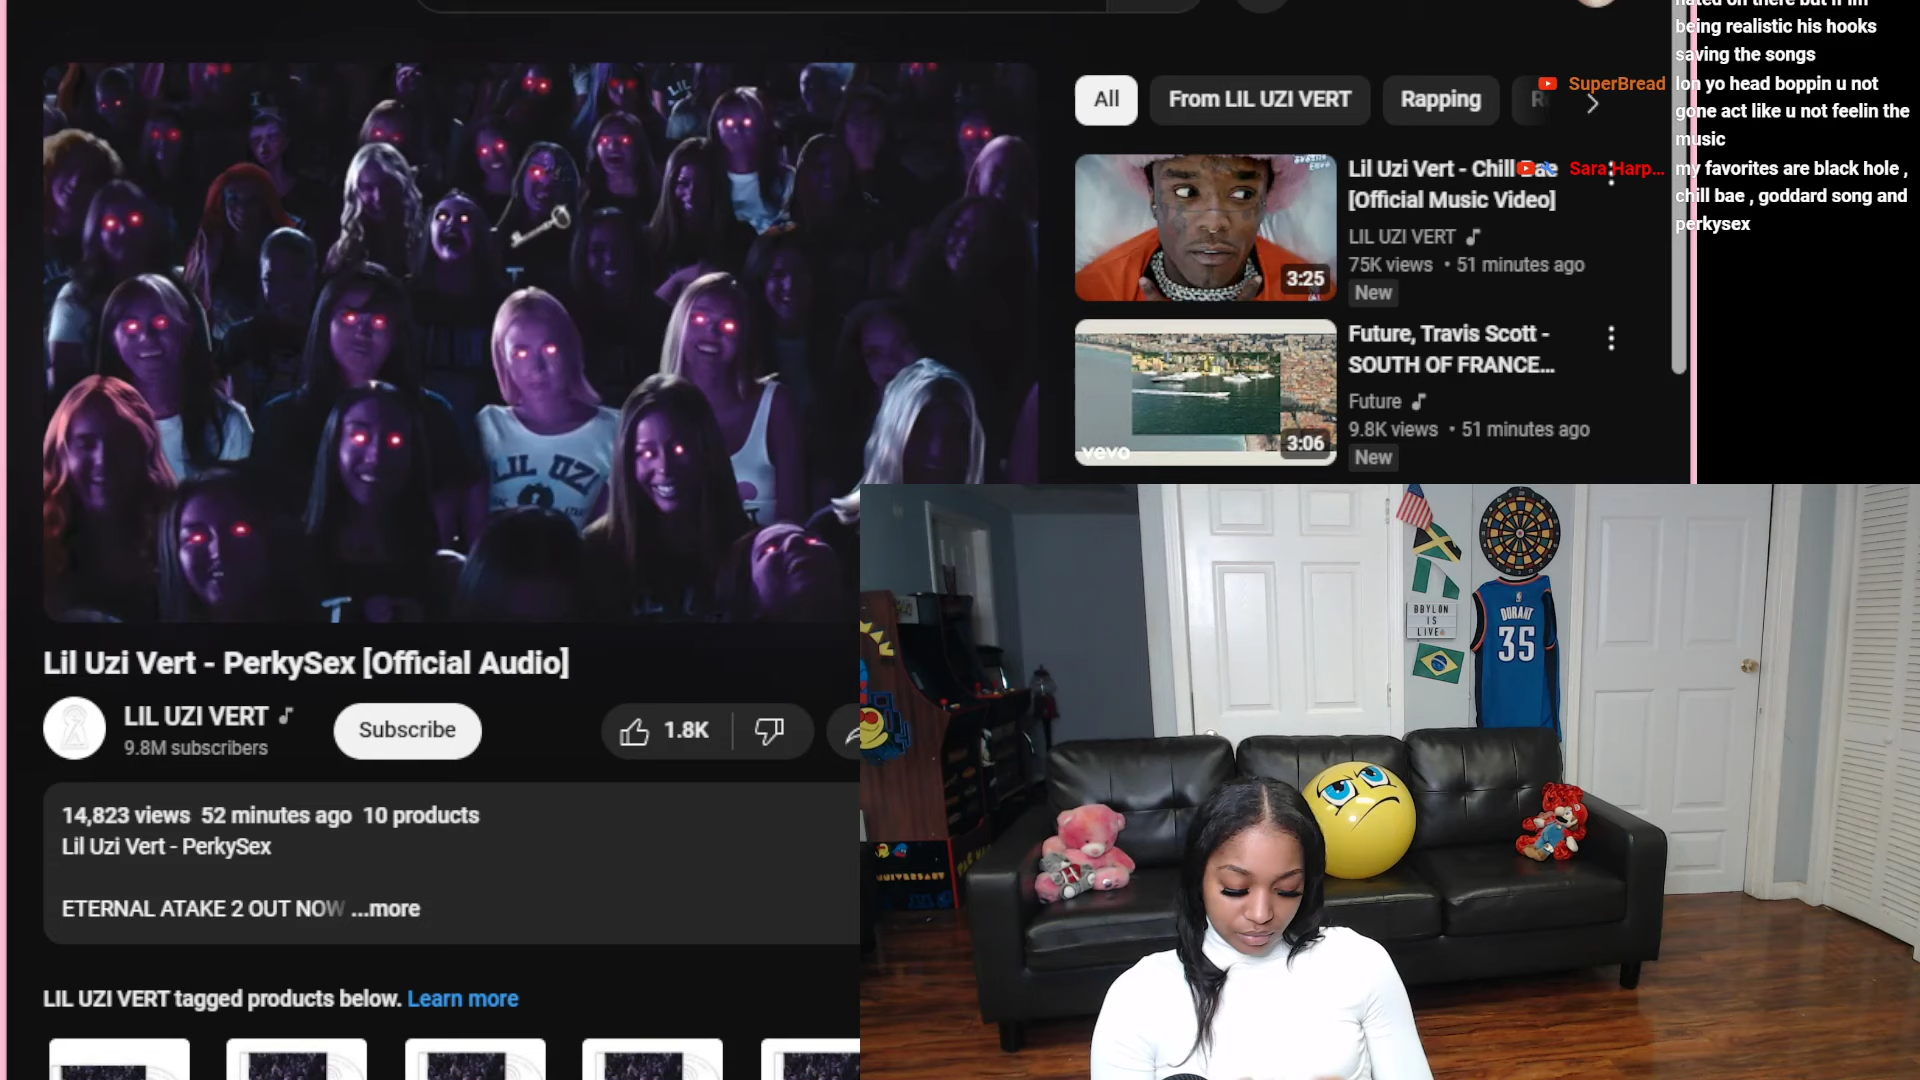 being realistic his hooks
saving the songs
SuperBread lon yo head boppin u not
gone act like u not feelin the
music
Sara Harp... my favorites are black hole ,
chill bae , goddard song and
perkysex
All
From LIL UZI VERT
Rapping
Lil Uzi Vert - Chill Bae
[Official Music Video]
LIL UZI VERT
75K views • 51 minutes ago
New
3:25
Future, Travis Scott -
SOUTH OF FRANCE...
Future
9.8K views • 51 minutes ago
New
3:06
vevo
LIL UZI
Lil Uzi Vert - PerkySex [Official Audio]
LIL UZI VERT
9.8M subscribers
Subscribe
1.8K
14,823 views 52 minutes ago 10 products
Lil Uzi Vert - PerkySex
ETERNAL ATAKE 2 OUT NOW ...more
LIL UZI VERT tagged products below. Learn more
BBYLON
IS
LIVE
DURANT
35